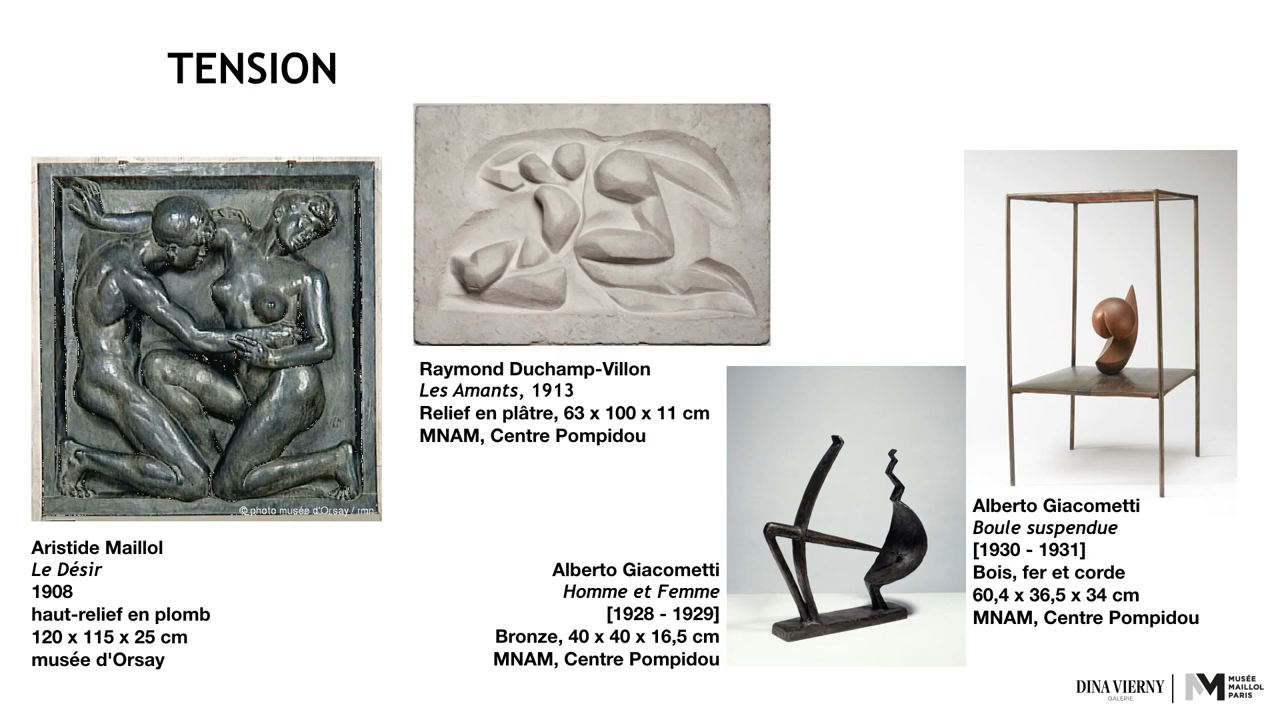 TENSION
© photo musée d'Orsay / rmn
Aristide Maillol
Le Désir
1908
haut-relief en plomb
120 x 115 x 25 cm
musée d'Orsay
Raymond Duchamp-Villon
Les Amants, 1913
Relief en plâtre, 63 x 100 x 11 cm
MNAM, Centre Pompidou
Alberto Giacometti
Homme et Femme
[1928 - 1929]
Bronze, 40 x 40 x 16,5 cm
MNAM, Centre Pompidou
Alberto Giacometti
Boule suspendue
[1930 - 1931]
Bois, fer et corde
60,4 x 36,5 x 34 cm
MNAM, Centre Pompidou
DINA VIERNY
GALERIE
MUSÉE
MAILLOL
PARIS